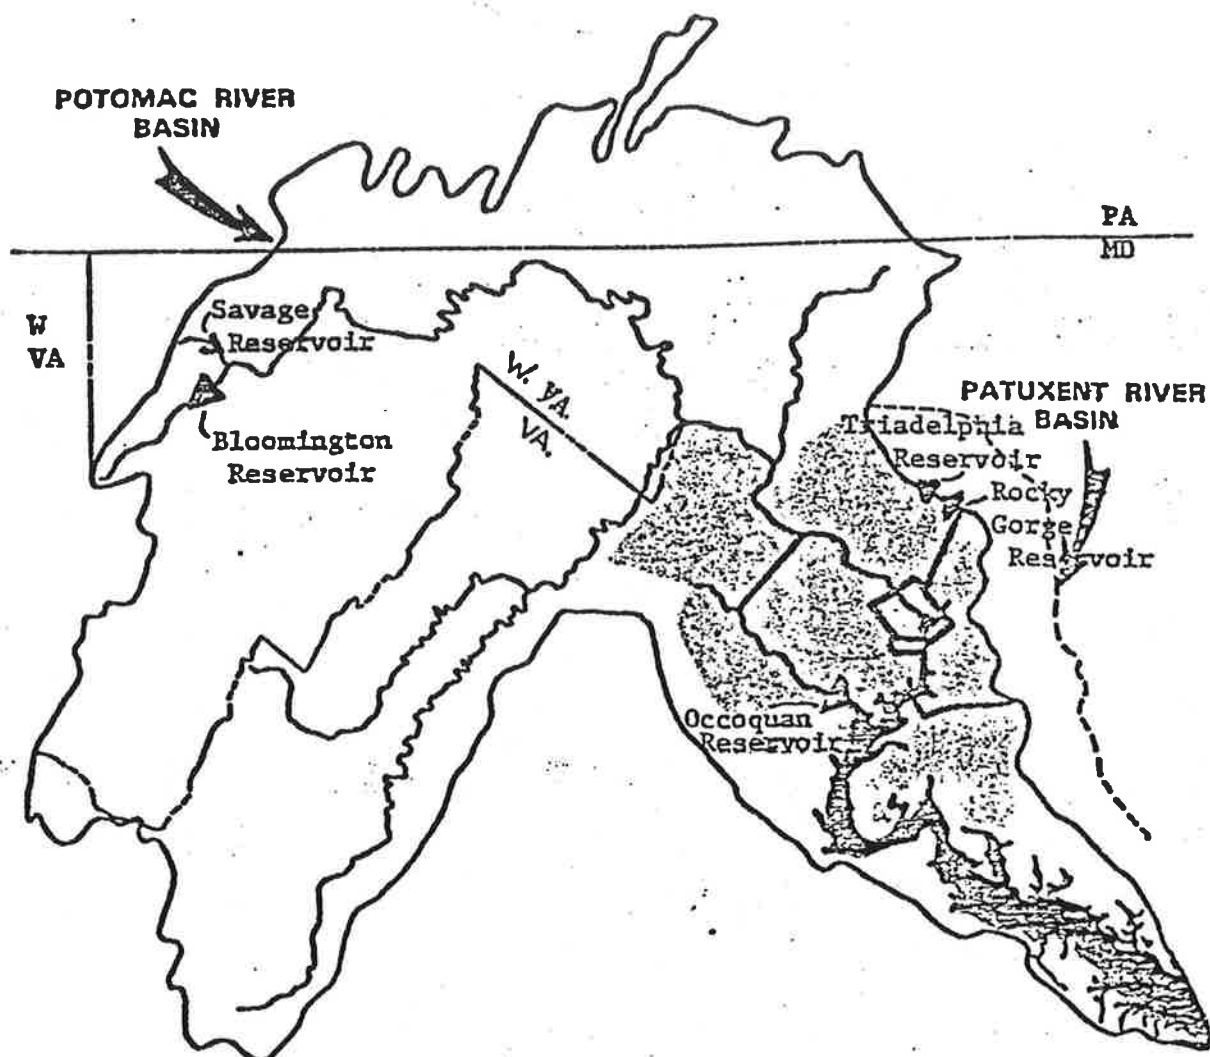 POTOMAC RIVER
BASIN
PA
MD
W
VA
Savage
Reservoir
W. VA.
VA.
Bloomington
Reservoir
PATUXENT RIVER
BASIN
Triadelphia
Reservoir
Rocky
Gorge
Reservoir
Occoquan
Reservoir